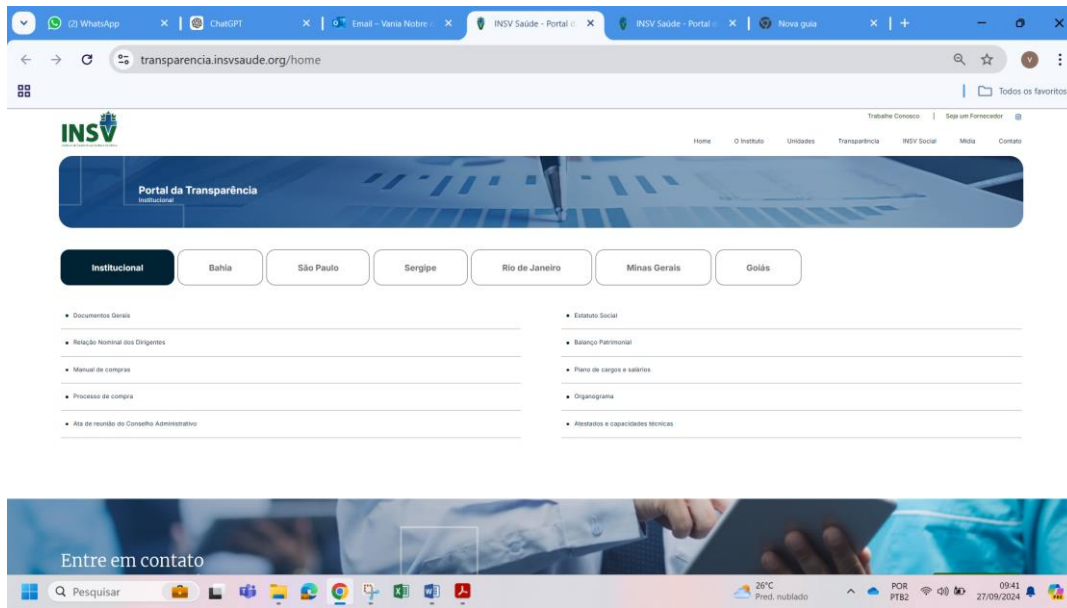 (2) WhatsApp
ChatGPT
Email – Vania Nobre
INSV Saúde - Portal d
INSV Saúde - Portal d
Nova guia
transparencia.insvsaude.org/home
V
Todos os favoritos
Trabalhe Conosco | Seja um Fornecedor
INSV
Home O Instituto Unidades Transparência INSV Social Mídia Contato
Portal da Transparência
Institucional
Institucional Bahia São Paulo Sergipe Rio de Janeiro Minas Gerais Goiás
Documentos Gerais
Estatuto Social
Relação Nominal dos Dirigentes
Balanço Patrimonial
Manual de compras
Plano de cargos e salários
Processo de compra
Organograma
Ata de reunião do Conselho Administrativo
Atestados e capacidades técnicas
Entre em contato
Pesquisar
26°C
Pred. nublado
POR
PTB2
09:41
27/09/2024